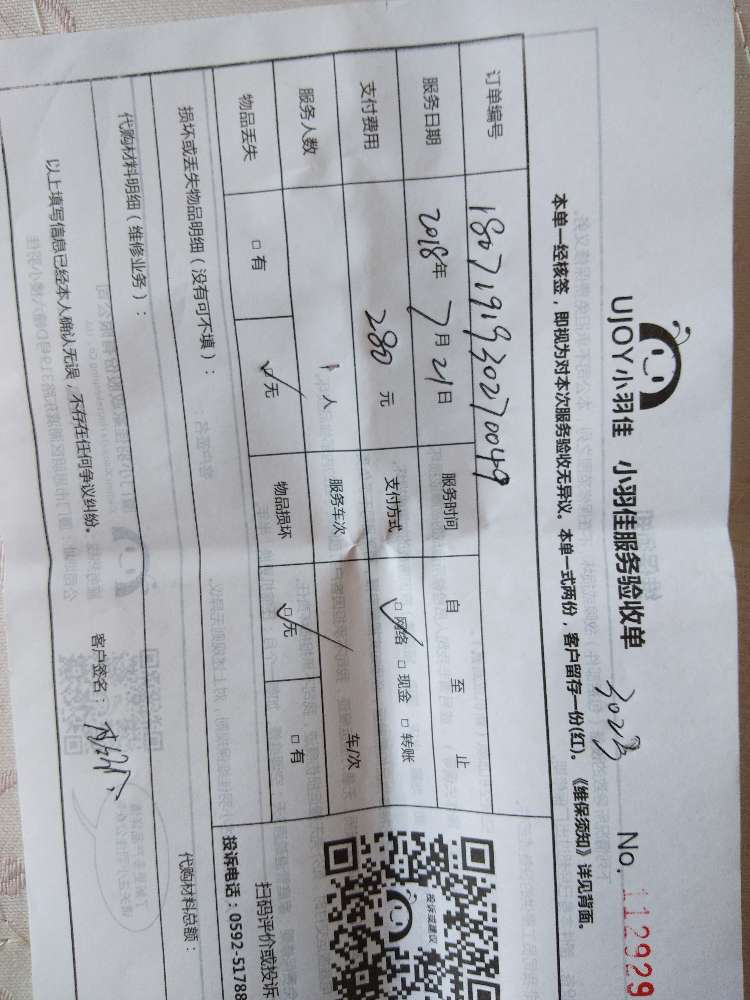 UJOY小羽佳 小羽佳服务验收单
No. 112929
本单一经核签，即视为对本次服务验收无异议。本单一式两份，客户留存一份(红)。《维保须知》详见背面。
订单编号 180719193027 0049
服务日期 2018年 7月 21日 服务时间 自 至 止
支付费用 280 元 支付方式 ☑网络 □现金 □转账
服务人数 1 人 服务车次 / 车/次
物品丢失 □有 ☑无 物品损坏 ☑无 □有
损坏或丢失物品明细（没有可不填）：
代购材料明细（维修业务）：
代购材料总额：
以上填写信息已经本人确认无误，不存在任何争议纠纷。
客户签名：
投诉或建议
扫码评价或投诉
投诉电话：0592-51788